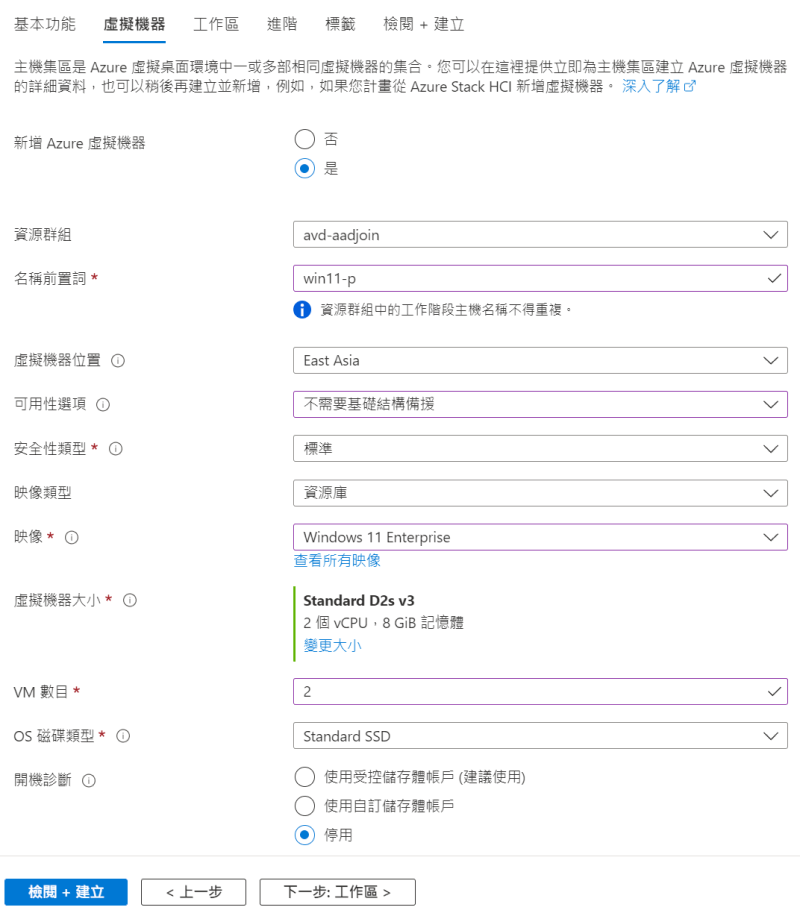 基本功能 虛擬機器 工作區 進階 標籤 檢閱 + 建立
主機集區是 Azure 虛擬桌面環境中一或多部相同虛擬機器的集合。您可以在這裡提供立即為主機集區建立 Azure 虛擬機器
的詳細資料，也可以稍後再建立並新增，例如，如果您計畫從 Azure Stack HCI 新增虛擬機器。 深入了解
新增 Azure 虛擬機器
否
是
資源群組 avd-aadjoin
名稱前置詞 * win11-p
資源群組中的工作階段主機名稱不得重複。
虛擬機器位置 East Asia
可用性選項 不需要基礎結構備援
安全性類型 * 標準
映像類型 資源庫
映像 * Windows 11 Enterprise
查看所有映像
虛擬機器大小 * Standard D2s v3
2 個 vCPU，8 GiB 記憶體
變更大小
VM 數目 * 2
OS 磁碟類型 * Standard SSD
開機診斷 使用受控儲存體帳戶 (建議使用)
使用自訂儲存體帳戶
停用
檢閱 + 建立 < 上一步 下一步: 工作區 >